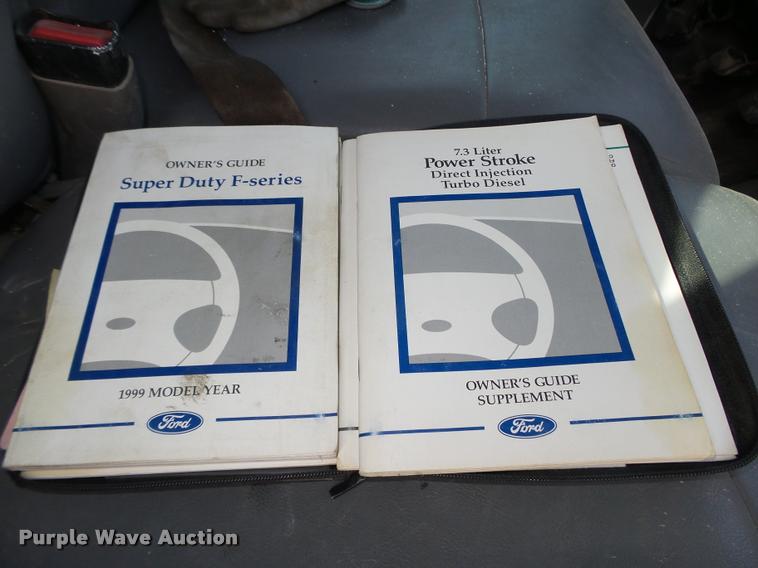 OWNER'S GUIDE
Super Duty F-series
1999 MODEL YEAR
Ford
7.3 Liter
Power Stroke
Direct Injection
Turbo Diesel
OWNER'S GUIDE
SUPPLEMENT
Ford
Purple Wave Auction